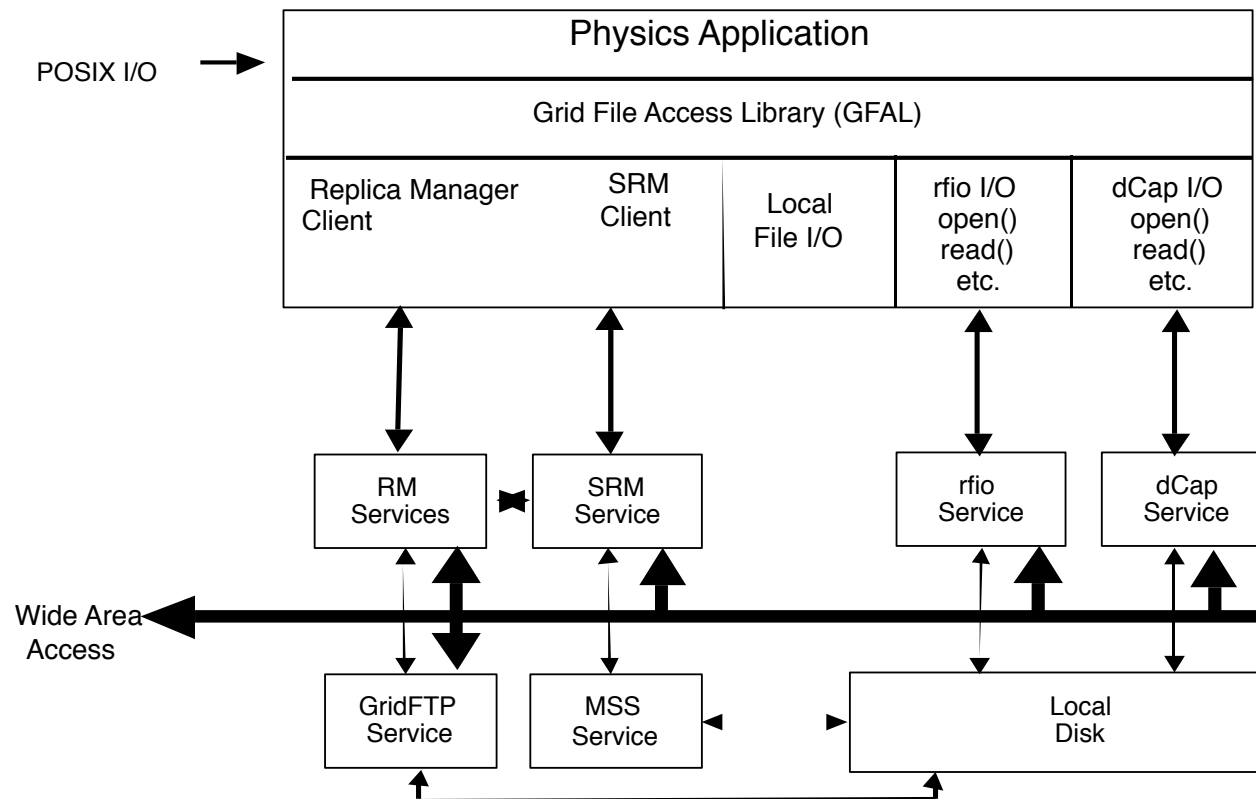 Physics Application
POSIX I/O
Grid File Access Library (GFAL)
Replica Manager
Client
SRM
Client
Local
File I/O
rfio I/O
open()
read()
etc.
dCap I/O
open()
read()
etc.
RM
Services
SRM
Service
rfio
Service
dCap
Service
Wide Area
Access
GridFTP
Service
MSS
Service
Local
Disk